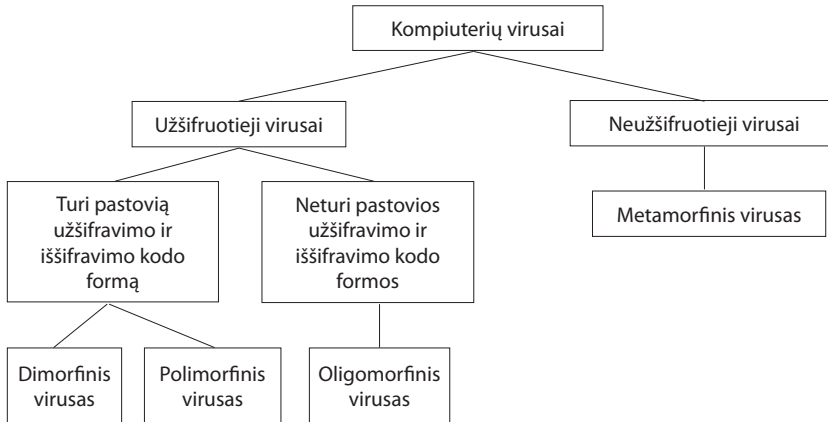 Kompiuterių virusai
Užšifruotieji virusai
Neužšifruotieji virusai
Turi pastovią
užšifravimo ir
iššifravimo kodo
formą
Neturi pastovios
užšifravimo ir
iššifravimo kodo
formos
Metamorfinis virusas
Dimorfinis
virusas
Polimorfinis
virusas
Oligomorfinis
virusas